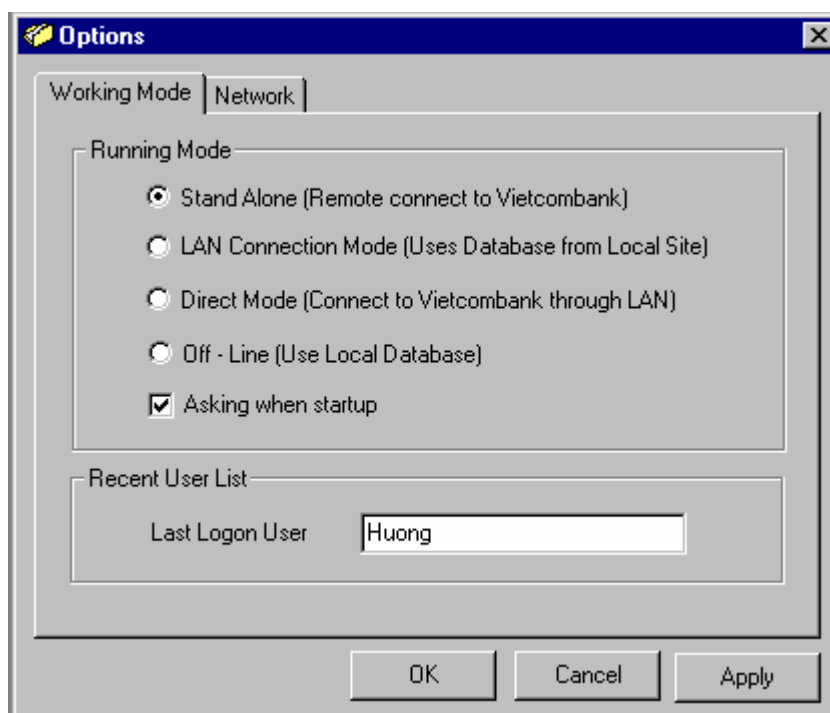 Options
Working Mode Network
Running Mode
Stand Alone (Remote connect to Vietcombank)
LAN Connection Mode (Uses Database from Local Site)
Direct Mode (Connect to Vietcombank through LAN)
Off - Line (Use Local Database)
Asking when startup
Recent User List
Last Logon User Huong
OK Cancel Apply